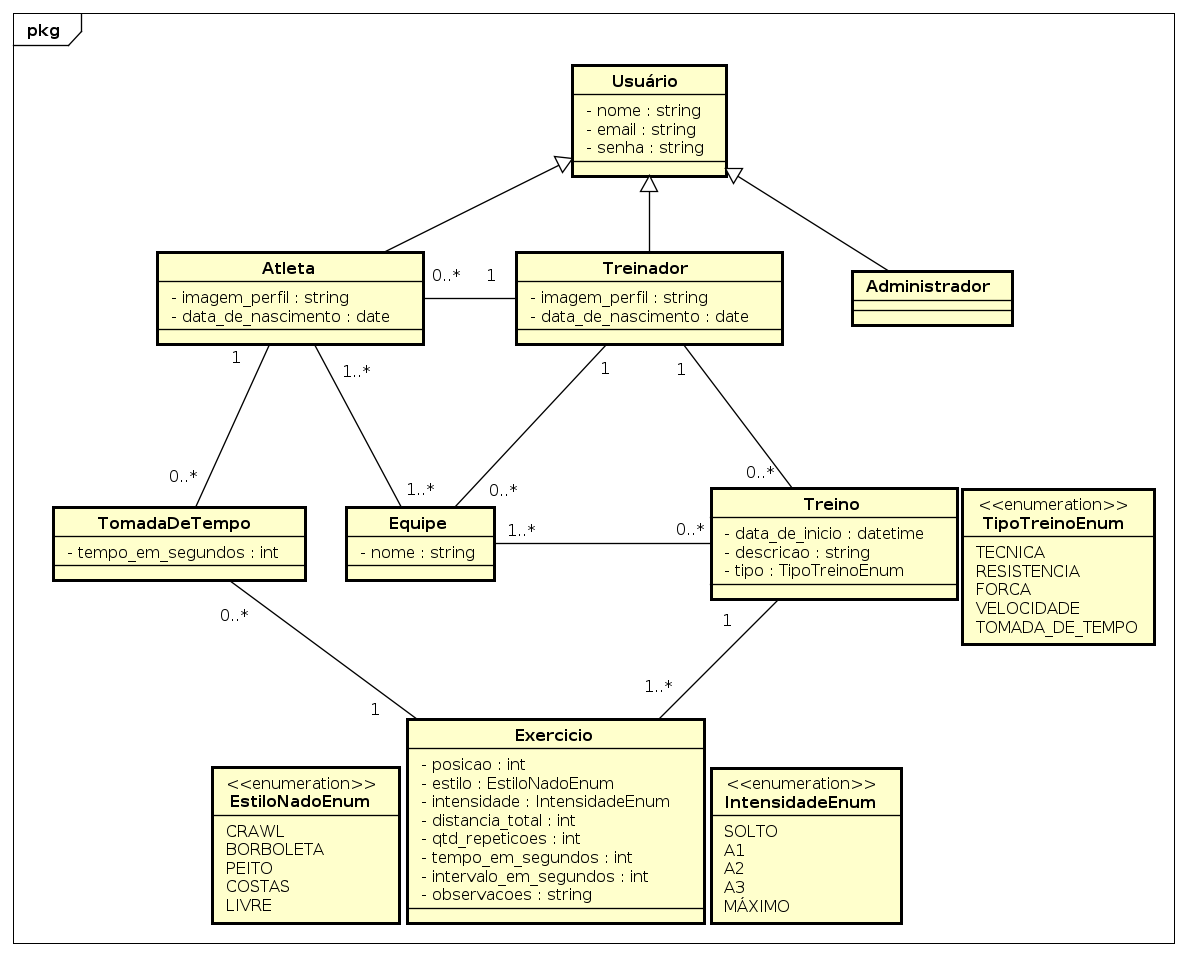 pkg
Usuário
- nome : string
- email : string
- senha : string
Atleta
- imagem_perfil : string
- data_de_nascimento : date
0..*
1
Treinador
- imagem_perfil : string
- data_de_nascimento : date
Administrador
1
1..*
1
1
0..*
1..*
0..*
0..*
TomadaDeTempo
- tempo_em_segundos : int
Equipe
- nome : string
1..*
0..*
Treino
- data_de_inicio : datetime
- descricao : string
- tipo : TipoTreinoEnum
<<enumeration>>
TipoTreinoEnum
TECNICA
RESISTENCIA
FORCA
VELOCIDADE
TOMADA_DE_TEMPO
0..*
1
1
1..*
<<enumeration>>
EstiloNadoEnum
CRAWL
BORBOLETA
PEITO
COSTAS
LIVRE
Exercicio
- posicao : int
- estilo : EstiloNadoEnum
- intensidade : IntensidadeEnum
- distancia_total : int
- qtd_repeticoes : int
- tempo_em_segundos : int
- intervalo_em_segundos : int
- observacoes : string
<<enumeration>>
IntensidadeEnum
SOLTO
A1
A2
A3
MÁXIMO